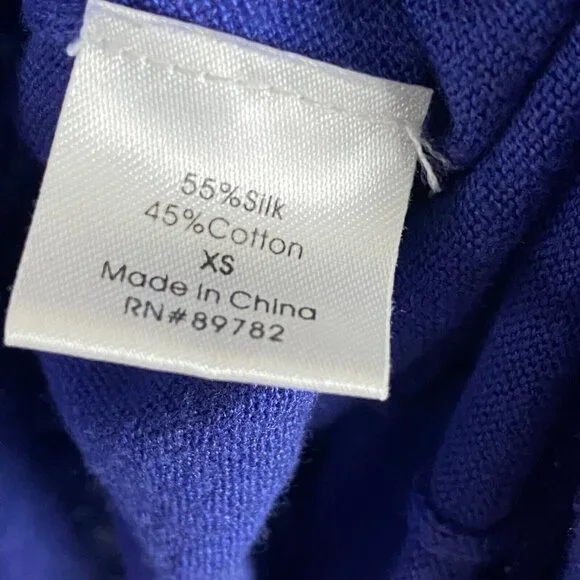 55%Silk
45%Cotton
XS
Made in China
RN#89782